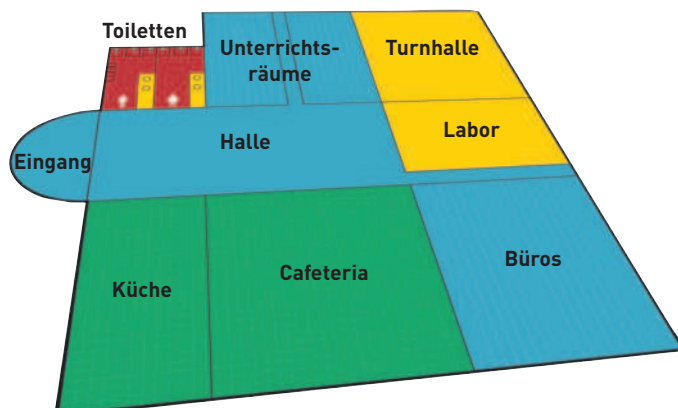 Toiletten
Unterrichts-
räume
Turnhalle
Eingang
Halle
Labor
Küche
Cafeteria
Büros